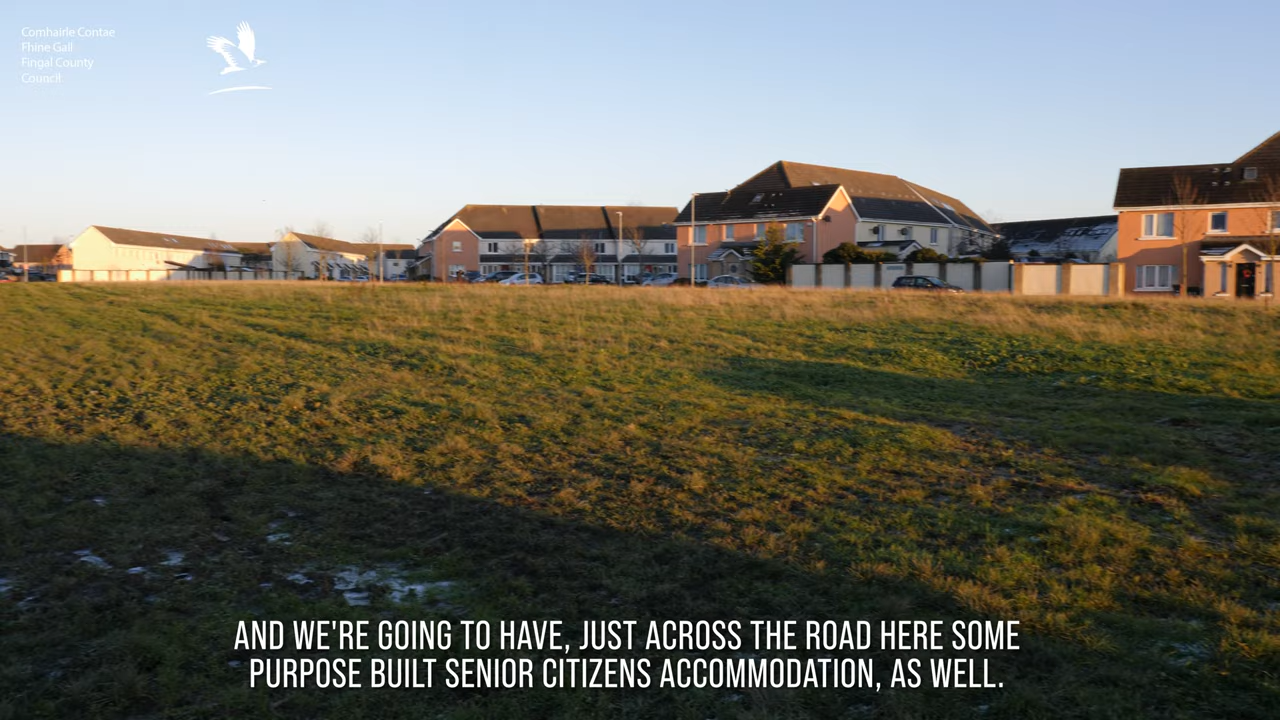 Comhairle Contae
Fhine Gall
Fingal County
Council
AND WE'RE GOING TO HAVE, JUST ACROSS THE ROAD HERE SOME
PURPOSE BUILT SENIOR CITIZENS ACCOMMODATION, AS WELL.